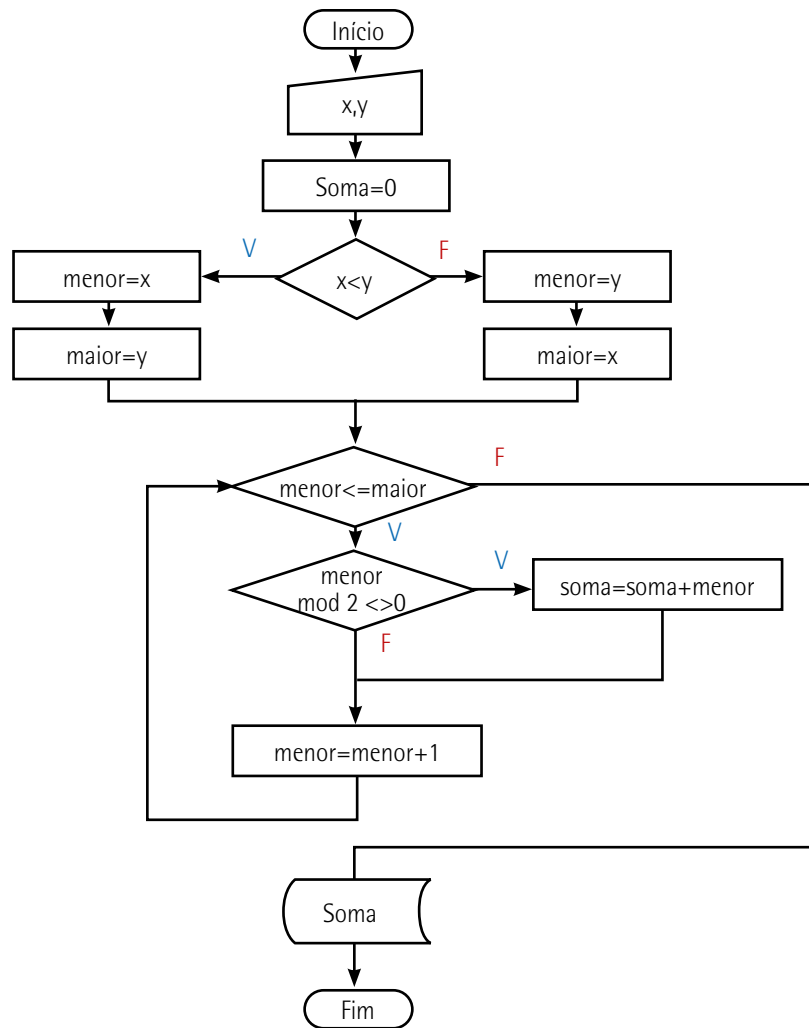 Início
x,y
Soma=0
V
F
menor=x
x<y
menor=y
maior=y
maior=x
F
menor<=maior
V
V
menor
mod 2 <>0
soma=soma+menor
F
menor=menor+1
Soma
Fim